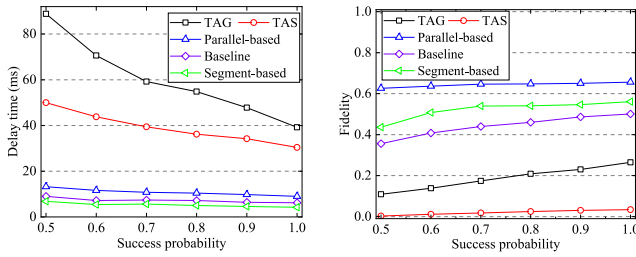 Delay time (ms)
80
60
40
20
0
TAG TAS
Parallel-based
Baseline
Segment-based
0.5 0.6 0.7 0.8 0.9 1.0
Success probability
Fidelity
1.0
0.8
0.6
0.4
0.2
0.0
TAG TAS
Parallel-based
Baseline
Segment-based
0.5 0.6 0.7 0.8 0.9 1.0
Success probability